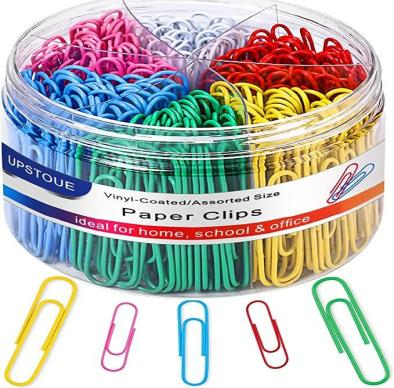 UPSTOUE
Vinyl-Coated/Assorted Size
Paper Clips
ideal for home, school & office